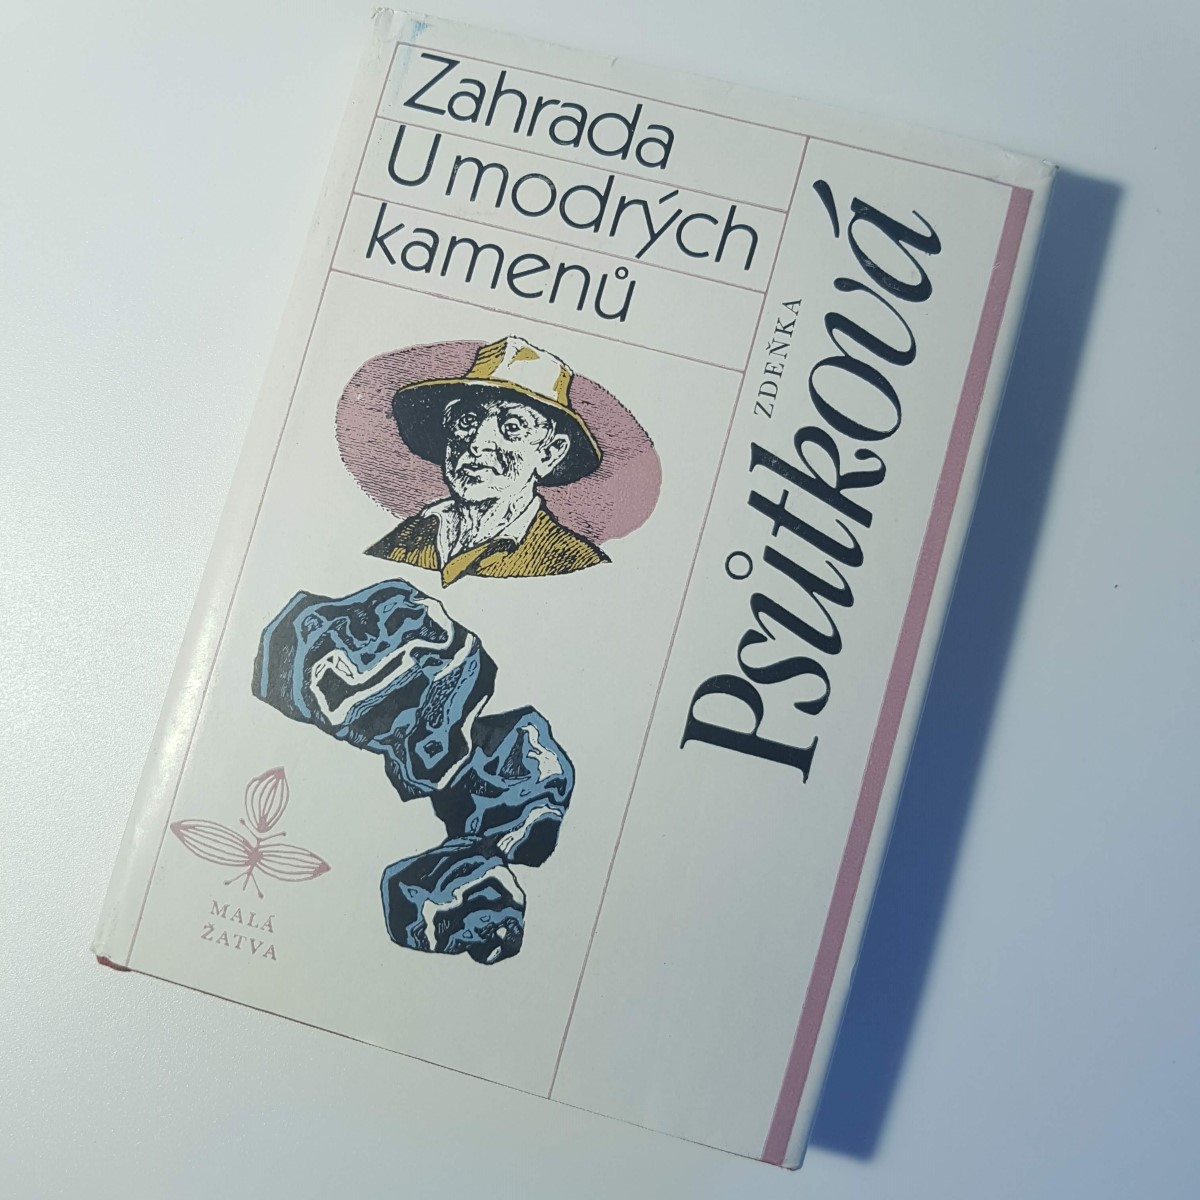 Zahrada
U modrých
kamenů
ZDEŇKA
Psůtková
MALÁ
ŽATVA